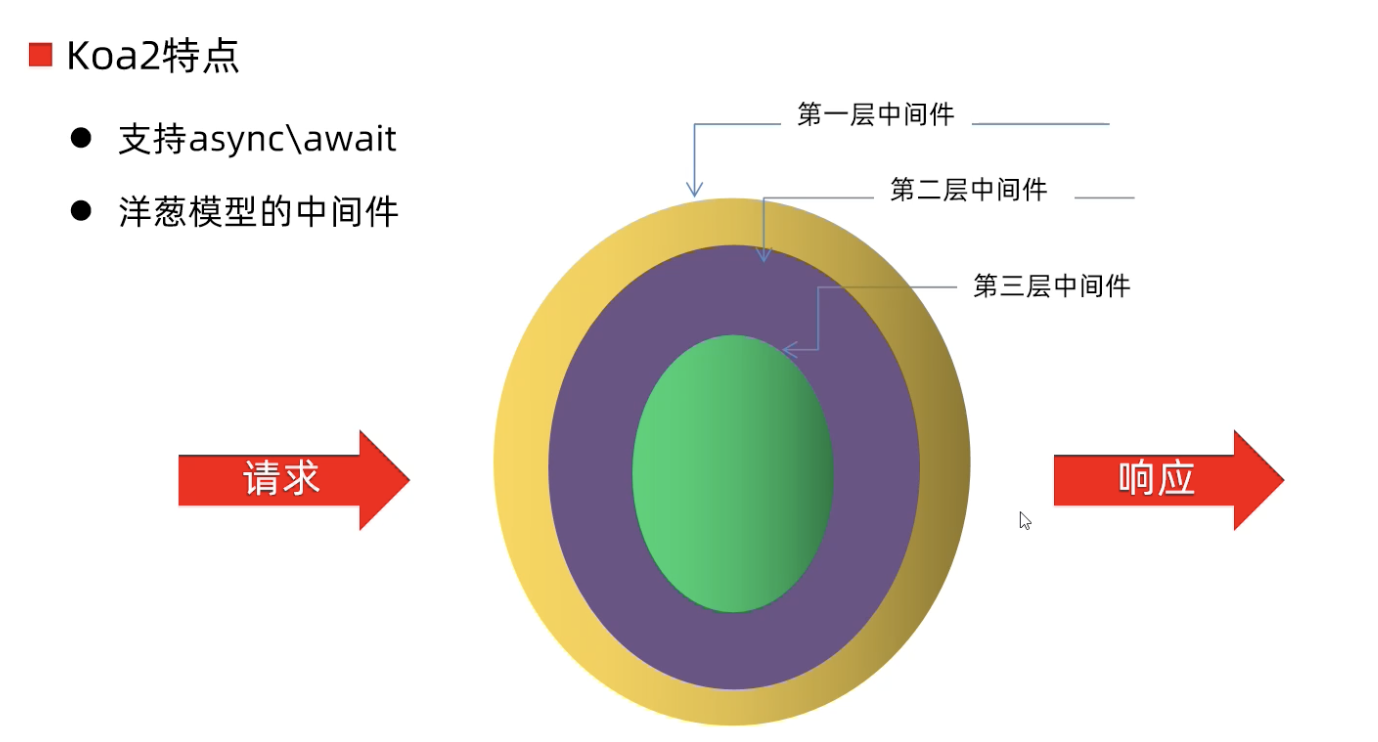 Koa2特点
支持async\await
洋葱模型的中间件
第一层中间件
第二层中间件
第三层中间件
请求
响应